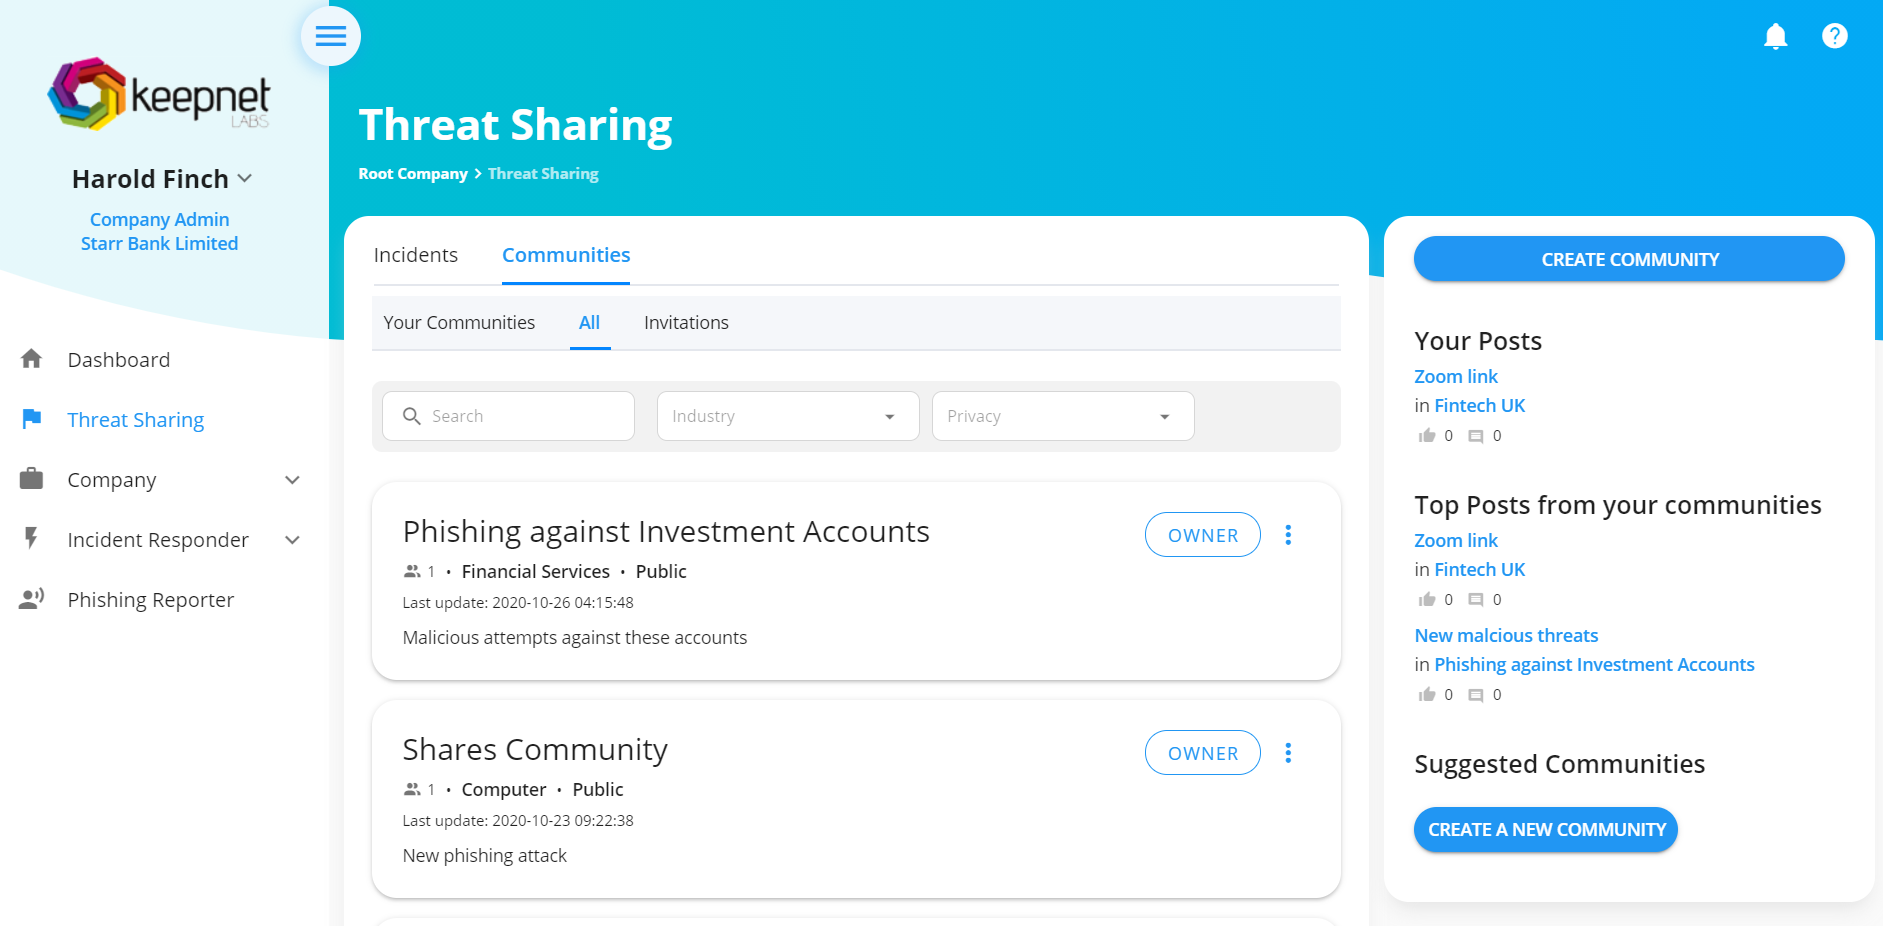 keepnet
LABS
Harold Finch
Company Admin
Starr Bank Limited
Dashboard
Threat Sharing
Company
Incident Responder
Phishing Reporter
Threat Sharing
Root Company > Threat Sharing
Incidents Communities
Your Communities All Invitations
Search Industry Privacy
Phishing against Investment Accounts OWNER
1 • Financial Services • Public
Last update: 2020-10-26 04:15:48
Malicious attempts against these accounts
Shares Community OWNER
1 • Computer • Public
Last update: 2020-10-23 09:22:38
New phishing attack
CREATE COMMUNITY
Your Posts
Zoom link
in Fintech UK
0 0
Top Posts from your communities
Zoom link
in Fintech UK
0 0
New malcious threats
in Phishing against Investment Accounts
0 0
Suggested Communities
CREATE A NEW COMMUNITY